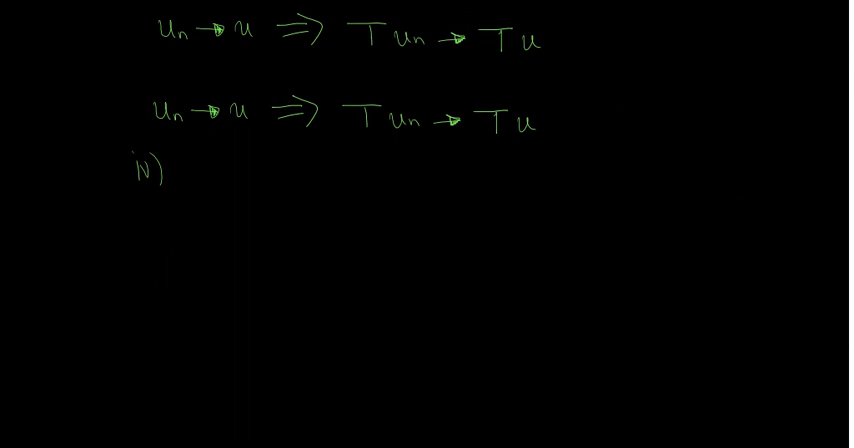 un → u ⇒ Tun → Tu
un → u ⇒ Tun → Tu
iv)